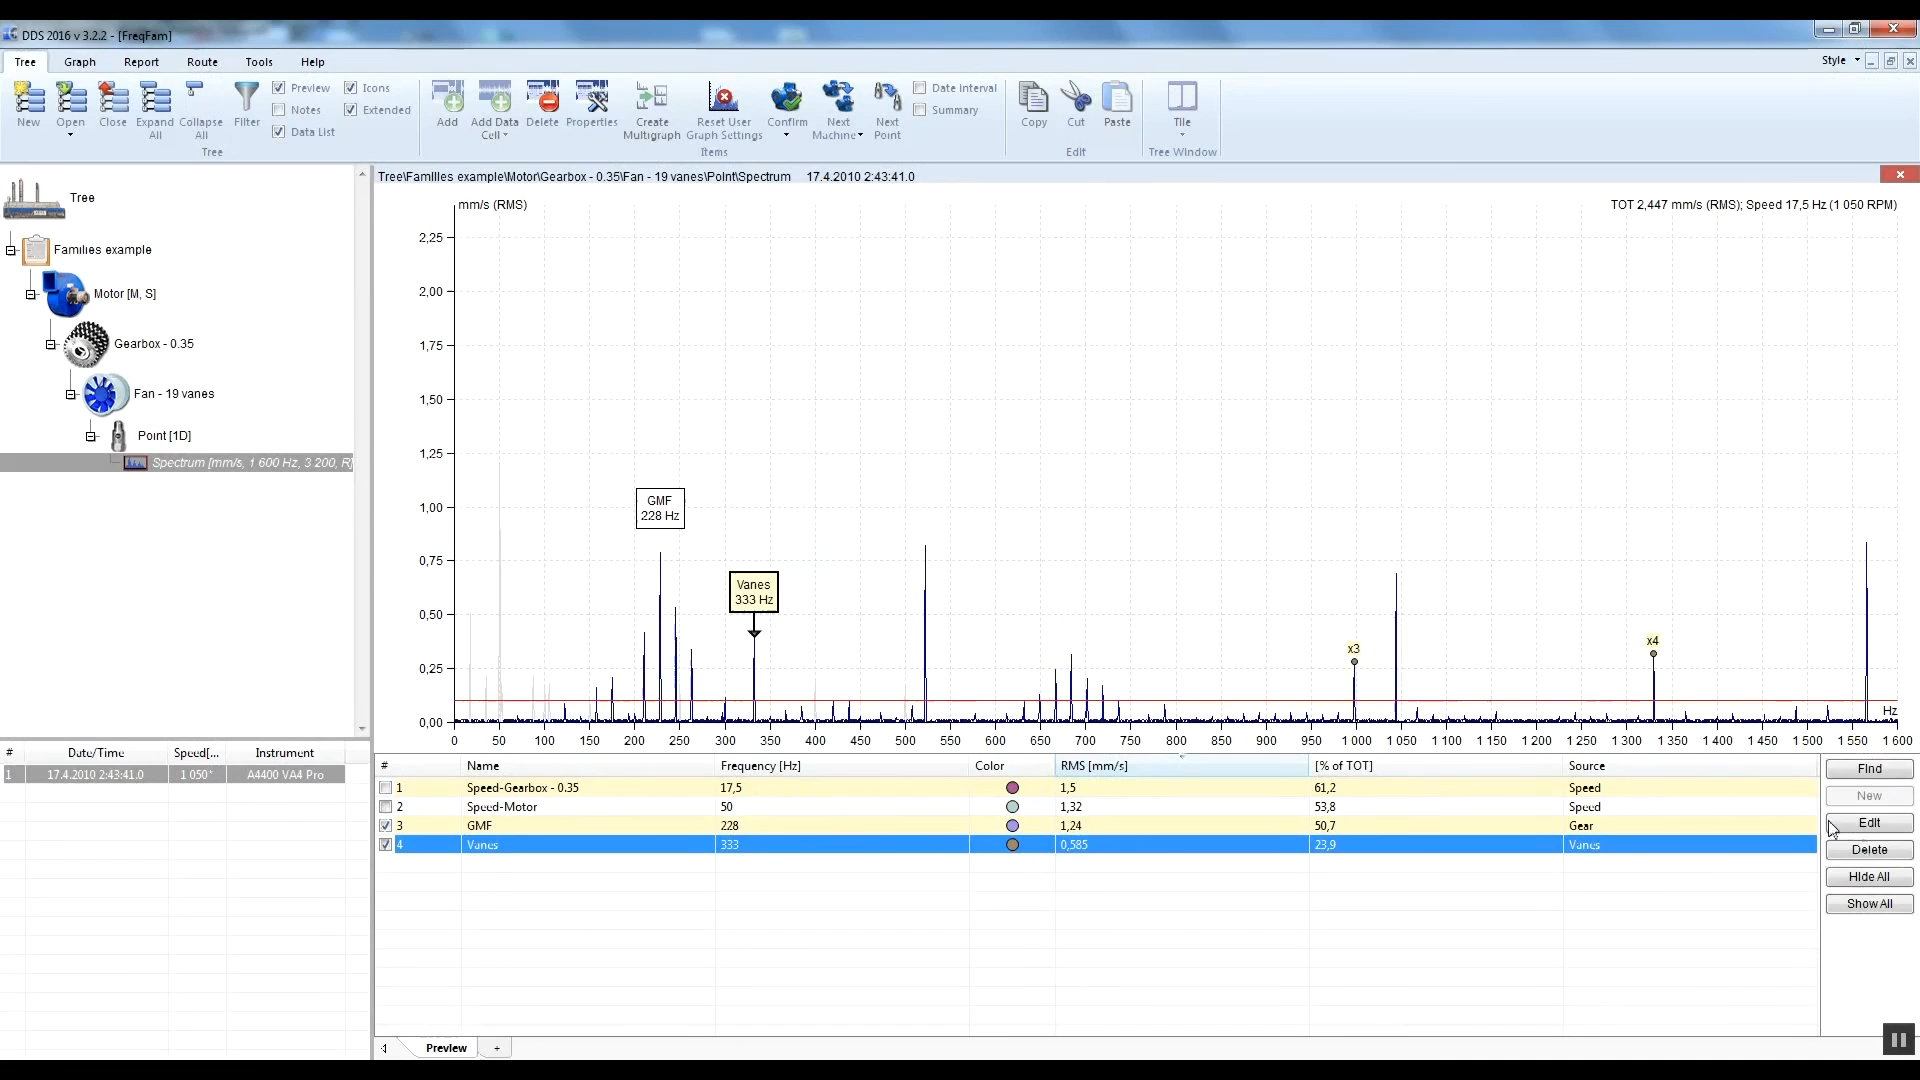 DDS 2016 v 3.2.2 - [FreqFam]
Tree Graph Report Route Tools Help Style
New Open Close Expand All Collapse All Filter
Preview Icons
Notes Extended
Data List
Tree
Add Add Data Cell Delete Properties Create Multigraph Reset User Graph Settings Confirm Next Machine Next Point
Date Interval
Summary
Items
Copy Cut Paste
Edit
Tile
Tree Window
Tree
Families example
Motor [M, S]
Gearbox - 0.35
Fan - 19 vanes
Point [1D]
Spectrum [mm/s, 1 600 Hz, 3 200, R]
# Date/Time Speed[... Instrument
1 17.4.2010 2:43:41.0 1 050* A4400 VA4 Pro
Tree\Families example\Motor\Gearbox - 0.35\Fan - 19 vanes\Point\Spectrum 17.4.2010 2:43:41.0
mm/s (RMS)
TOT 2,447 mm/s (RMS); Speed 17,5 Hz (1 050 RPM)
2,25
2,00
1,75
1,50
1,25
1,00
0,75
0,50
0,25
0,00
GMF
228 Hz
Vanes
333 Hz
x3
x4
Hz
0 50 100 150 200 250 300 350 400 450 500 550 600 650 700 750 800 850 900 950 1 000 1 050 1 100 1 150 1 200 1 250 1 300 1 350 1 400 1 450 1 500 1 550 1 600
# Name Frequency [Hz] Color RMS [mm/s] [% of TOT] Source
1 Speed-Gearbox - 0.35 17,5 1,5 61,2 Speed
2 Speed-Motor 50 1,32 53,8 Speed
3 GMF 228 1,24 50,7 Gear
4 Vanes 333 0,585 23,9 Vanes
Find
New
Edit
Delete
Hide All
Show All
Preview +